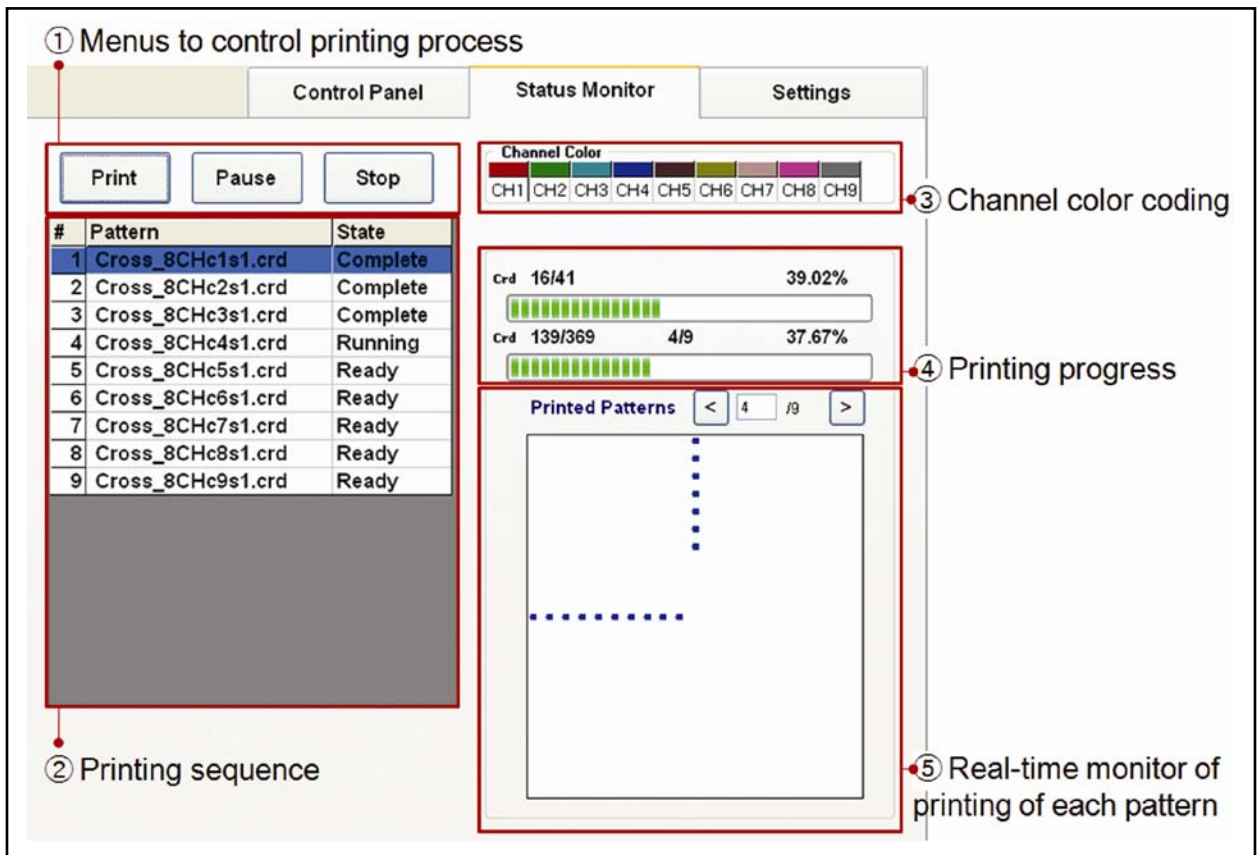 ① Menus to control printing process
Control Panel
Status Monitor
Settings
Print
Pause
Stop
Channel Color
CH1 CH2 CH3 CH4 CH5 CH6 CH7 CH8 CH9
③ Channel color coding
# Pattern State
1 Cross_8CHc1s1.crd Complete
2 Cross_8CHc2s1.crd Complete
3 Cross_8CHc3s1.crd Complete
4 Cross_8CHc4s1.crd Running
5 Cross_8CHc5s1.crd Ready
6 Cross_8CHc6s1.crd Ready
7 Cross_8CHc7s1.crd Ready
8 Cross_8CHc8s1.crd Ready
9 Cross_8CHc9s1.crd Ready
Crd 16/41 39.02%
Crd 139/369 4/9 37.67%
④ Printing progress
Printed Patterns < 4 /9 >
② Printing sequence
⑤ Real-time monitor of
printing of each pattern